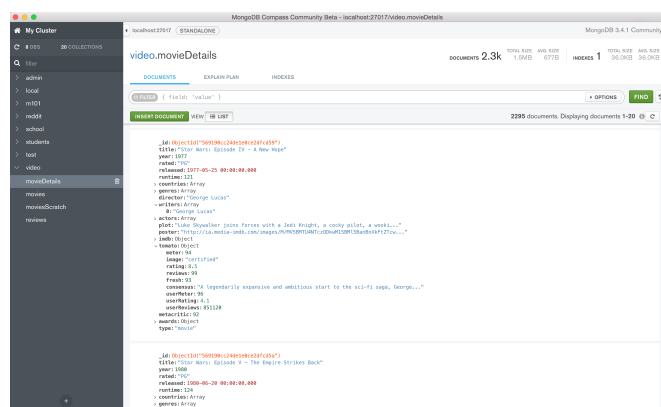 MongoDB Compass Community Beta - localhost:27017/video.movieDetails
My Cluster
8 DBS 20 COLLECTIONS
filter
admin
local
m101
reddit
school
students
test
video
movieDetails
movies
moviesScratch
reviews
localhost:27017 STANDALONE MongoDB 3.4.1 Community
video.movieDetails
DOCUMENTS 2.3k TOTAL SIZE 1.5MB AVG. SIZE 677B INDEXES 1 TOTAL SIZE 36.0KB AVG. SIZE 36.0KB
DOCUMENTS EXPLAIN PLAN INDEXES
FILTER { field: 'value' } OPTIONS FIND
INSERT DOCUMENT VIEW LIST 2295 documents. Displaying documents 1-20
_id: ObjectId("569190cc24de1e0ce2dfcd59")
title: "Star Wars: Episode IV - A New Hope"
year: 1977
rated: "PG"
released: 1977-05-25 00:00:00.000
runtime: 121
countries: Array
genres: Array
director: "George Lucas"
writers: Array
0: "George Lucas"
actors: Array
plot: "Luke Skywalker joins forces with a Jedi Knight, a cocky pilot, a wooki..."
imdb: Object
tomato: Object
meter: 94
image: "certified"
rating: 8.5
reviews: 99
fresh: 93
consensus: "A legendarily expansive and ambitious start to the sci-fi saga, George..."
userMeter: 96
userRating: 4.1
userReviews: 851120
metacritic: 92
awards: Object
type: "movie"
_id: ObjectId("569190cc24de1e0ce2dfcd5a")
title: "Star Wars: Episode V - The Empire Strikes Back"
year: 1980
rated: "PG"
released: 1980-06-20 00:00:00.000
runtime: 124
countries: Array
genres: Array